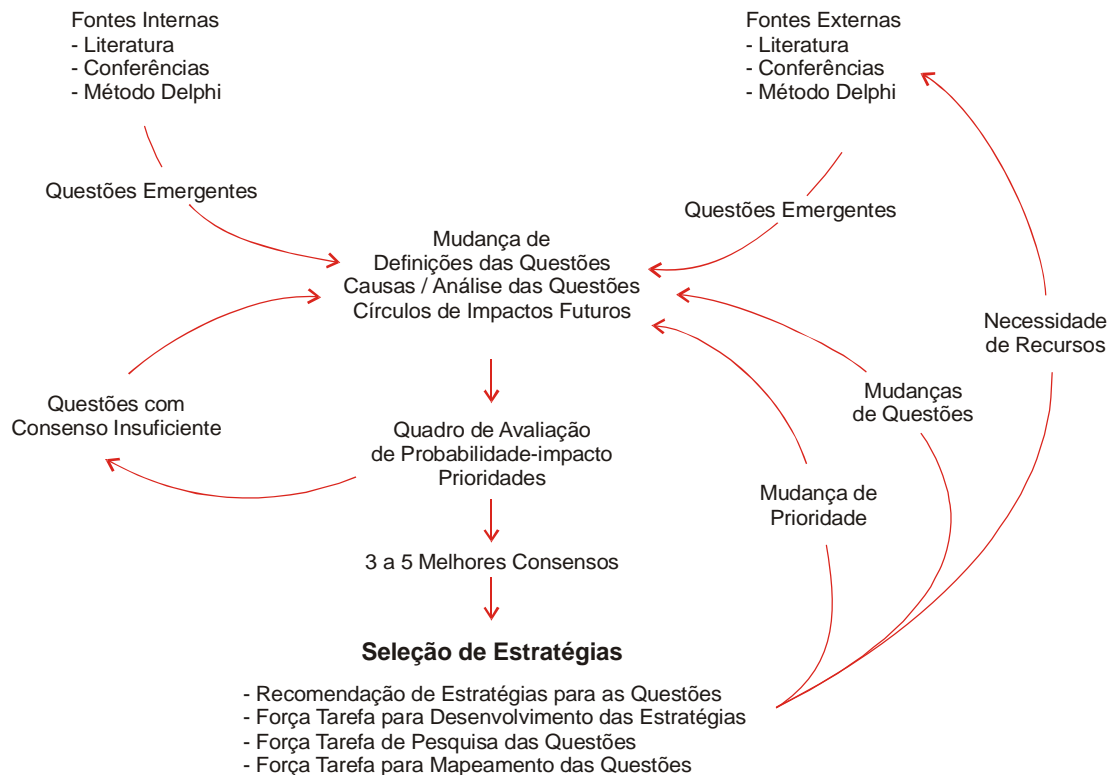 Fontes Internas
- Literatura
- Conferências
- Método Delphi
Fontes Externas
- Literatura
- Conferências
- Método Delphi
Questões Emergentes
Questões Emergentes
Mudança de
Definições das Questões
Causas / Análise das Questões
Círculos de Impactos Futuros
Necessidade
de Recursos
Mudanças
de Questões
Questões com
Consenso Insuficiente
Quadro de Avaliação
de Probabilidade-impacto
Prioridades
Mudança de
Prioridade
3 a 5 Melhores Consensos
Seleção de Estratégias
- Recomendação de Estratégias para as Questões
- Força Tarefa para Desenvolvimento das Estratégias
- Força Tarefa de Pesquisa das Questões
- Força Tarefa para Mapeamento das Questões